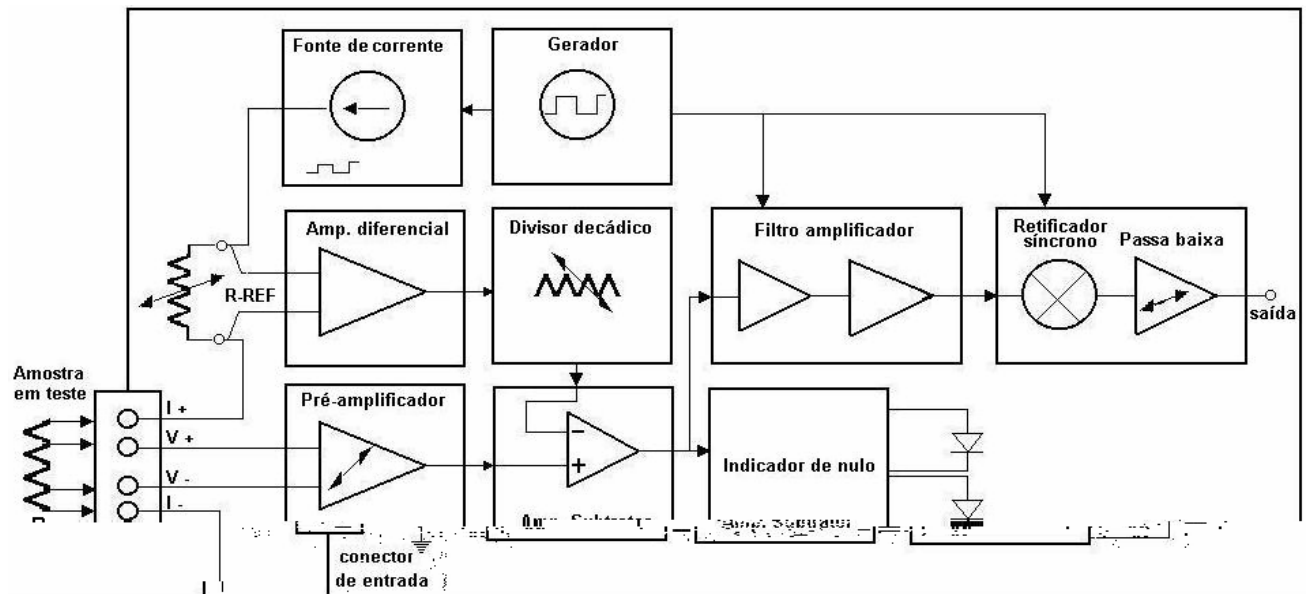 Fonte de corrente
Gerador
Amp. diferencial
Divisor decádico
Filtro amplificador
Retificador
síncrono
Passa baixa
R-REF
saída
Amostra
em teste
I +
V +
V -
I -
Pré-amplificador
Indicador de nulo
conector
de entrada